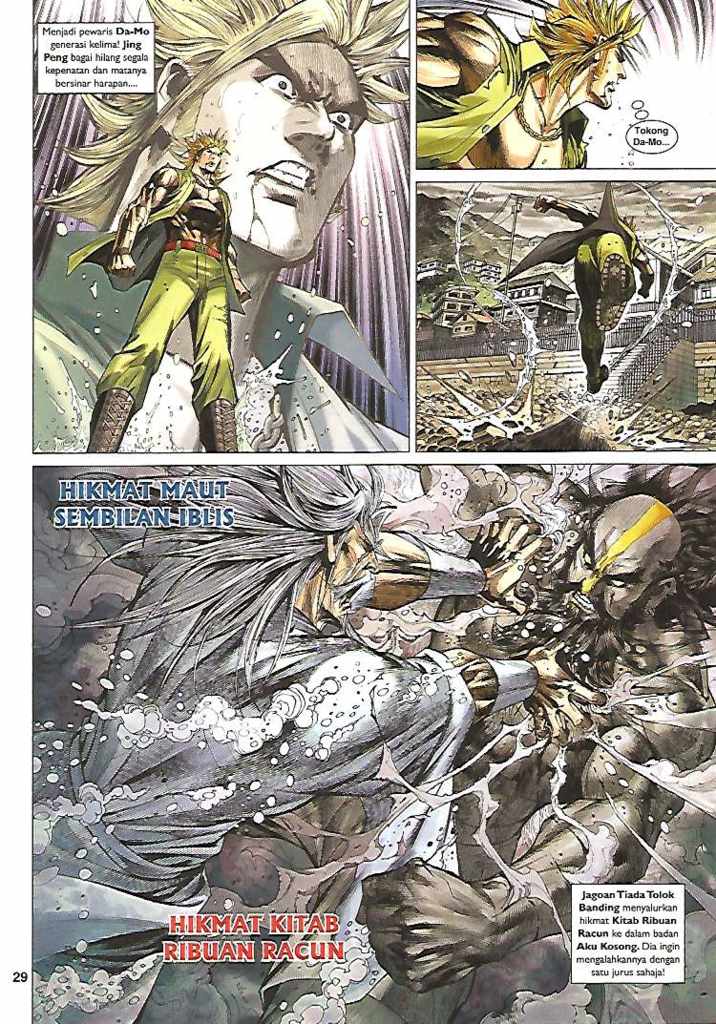 Menjadi pewaris Da-Mo
generasi kelima! Jing
Peng bagai hilang segala
kepenatan dan matanya
bersinar harapan....
Tokong
Da-Mo...
HIKMAT MAUT
SEMBILAN IBLIS
HIKMAT KITAB
RIBUAN RACUN
Jagoan Tiada Tolok
Banding menyalurkan
hikmat Kitab Ribuan
Racun ke dalam badan
Aku Kosong. Dia ingin
mengalahkannya dengan
satu jurus sahaja!
29